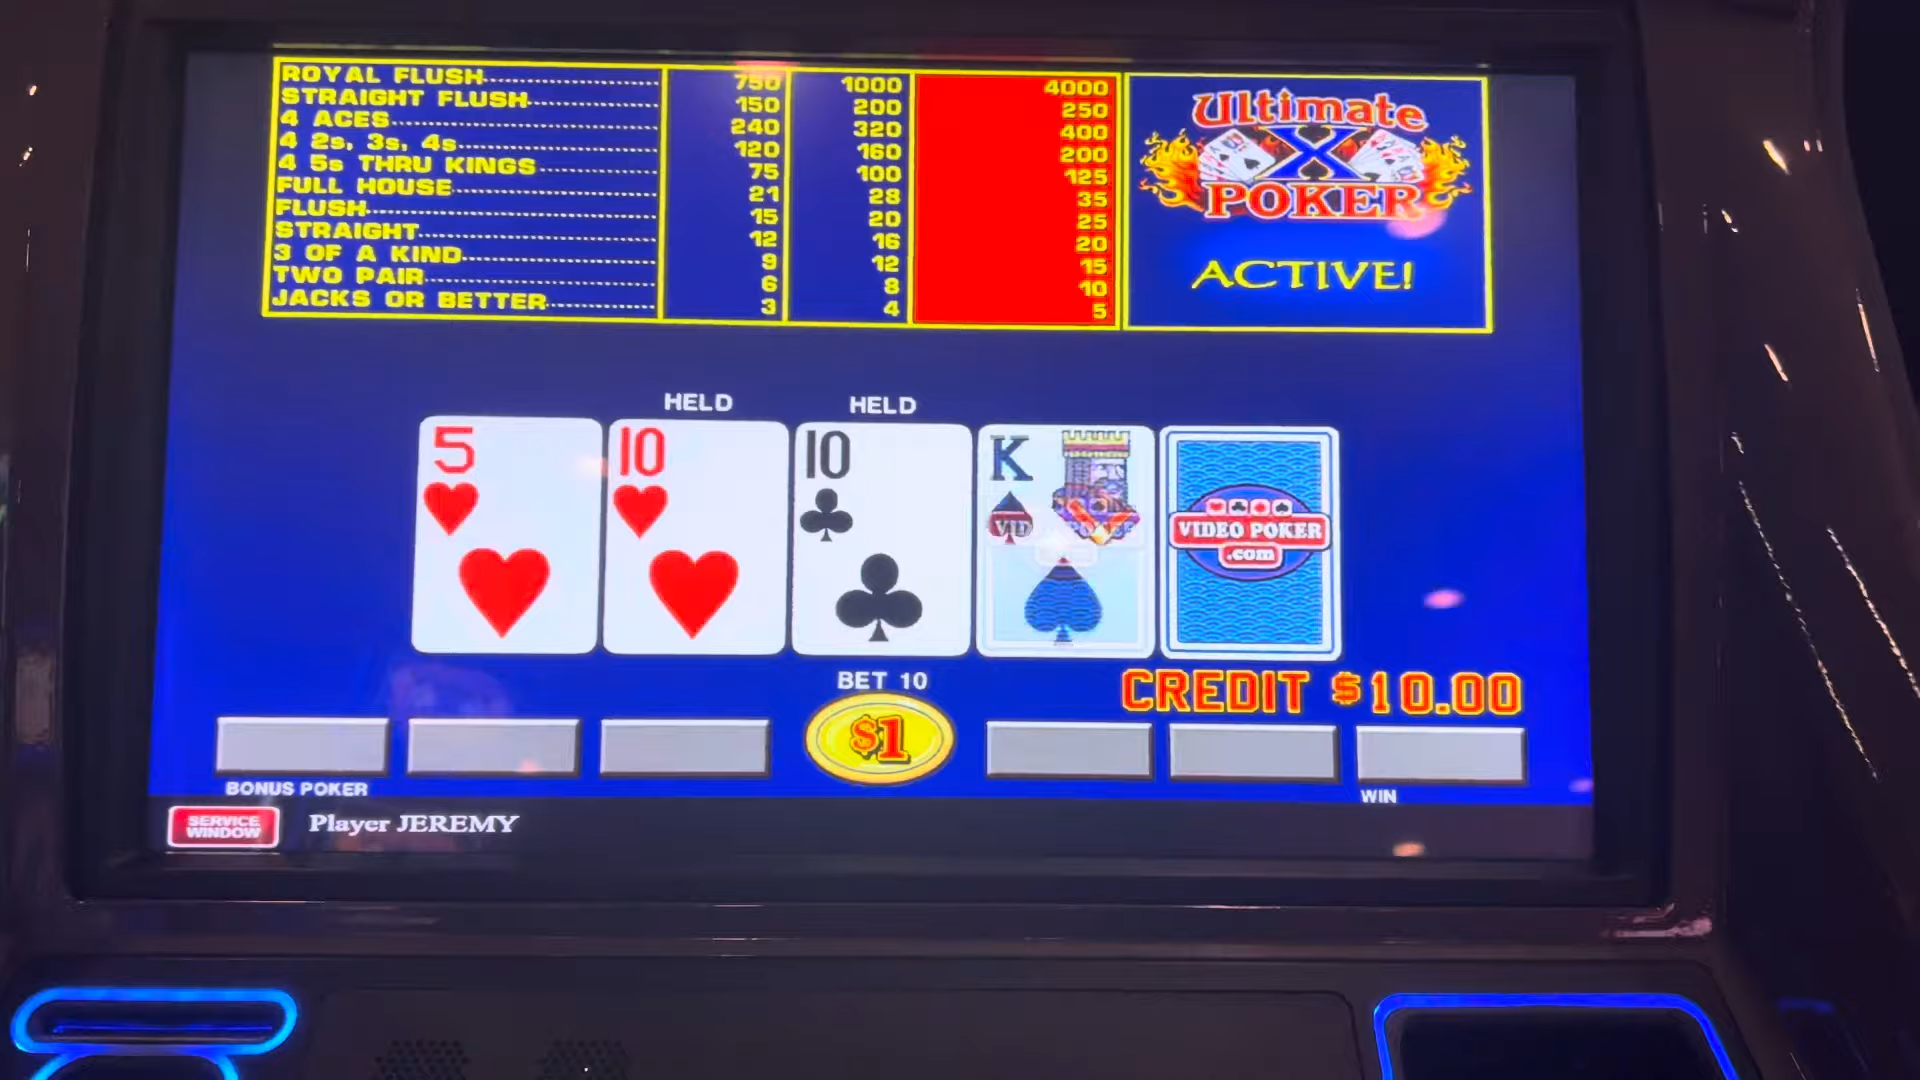 ROYAL FLUSH 750 1000 4000
STRAIGHT FLUSH 150 200 250
4 ACES 240 320 400
4 2s, 3s, 4s 120 160 200
4 5s THRU KINGS 75 100 125
FULL HOUSE 21 28 35
FLUSH 15 20 25
STRAIGHT 12 16 20
3 OF A KIND 9 12 15
TWO PAIR 6 8 10
JACKS OR BETTER 3 4 5
Ultimate
X
POKER
ACTIVE!
HELD HELD
5 10 10 K
VIDEO POKER
.com
BET 10
CREDIT $10.00
$1
BONUS POKER
WIN
SERVICE
WINDOW
Player JEREMY